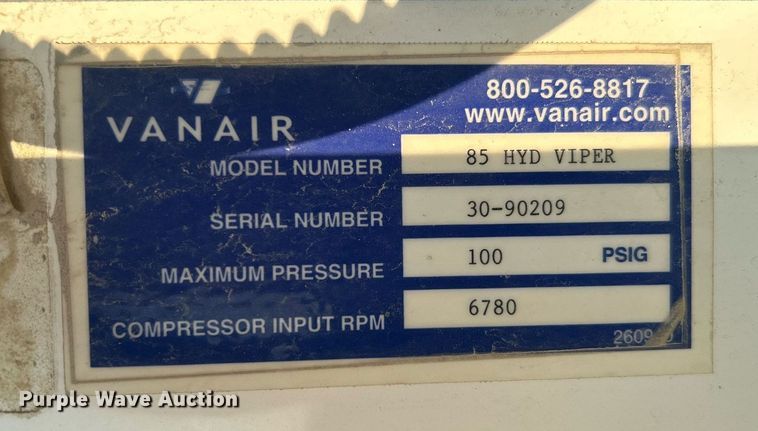 VANAIR
800-526-8817
www.vanair.com
MODEL NUMBER 85 HYD VIPER
SERIAL NUMBER 30-90209
MAXIMUM PRESSURE 100 PSIG
COMPRESSOR INPUT RPM 6780
Purple Wave Auction